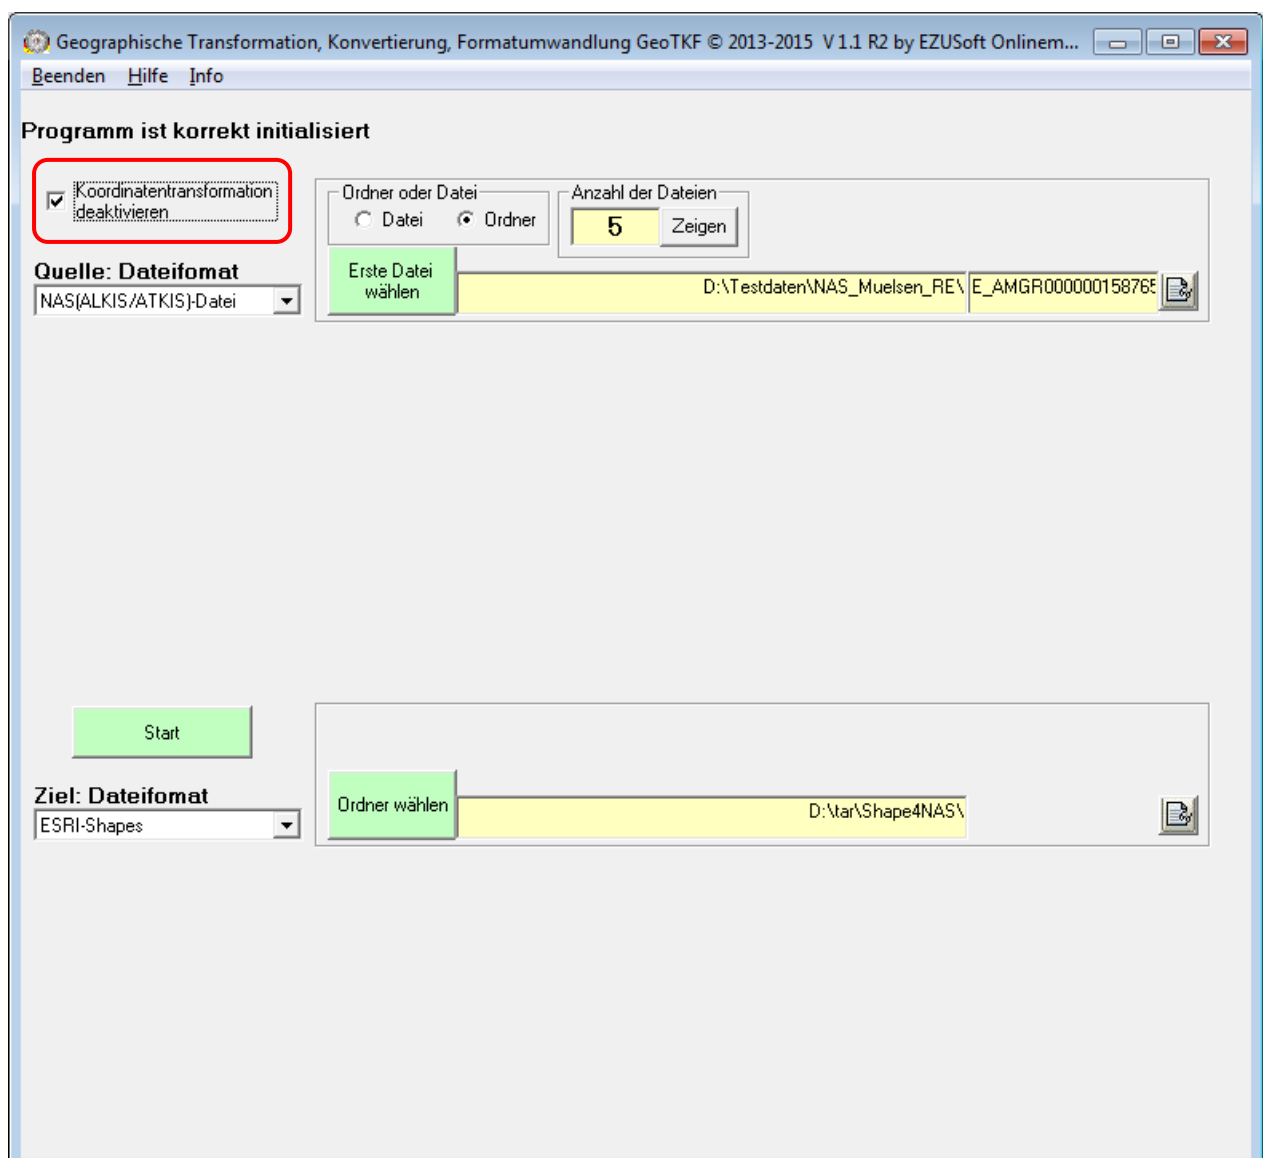 Geographische Transformation, Konvertierung, Formatumwandlung GeoTKF © 2013-2015 V 1.1 R2 by EZUSoft Onlinem...
Beenden Hilfe Info
Programm ist korrekt initialisiert
Koordinatentransformation
deaktivieren
Ordner oder Datei
Datei Ordner
Anzahl der Dateien
5 Zeigen
Quelle: Dateifomat
NAS(ALKIS/ATKIS)-Datei
Erste Datei
wählen
D:\Testdaten\NAS_Muelsen_RE\ E_AMGR000000158765
Start
Ziel: Dateifomat
ESRI-Shapes
Ordner wählen
D:\tar\Shape4NAS\